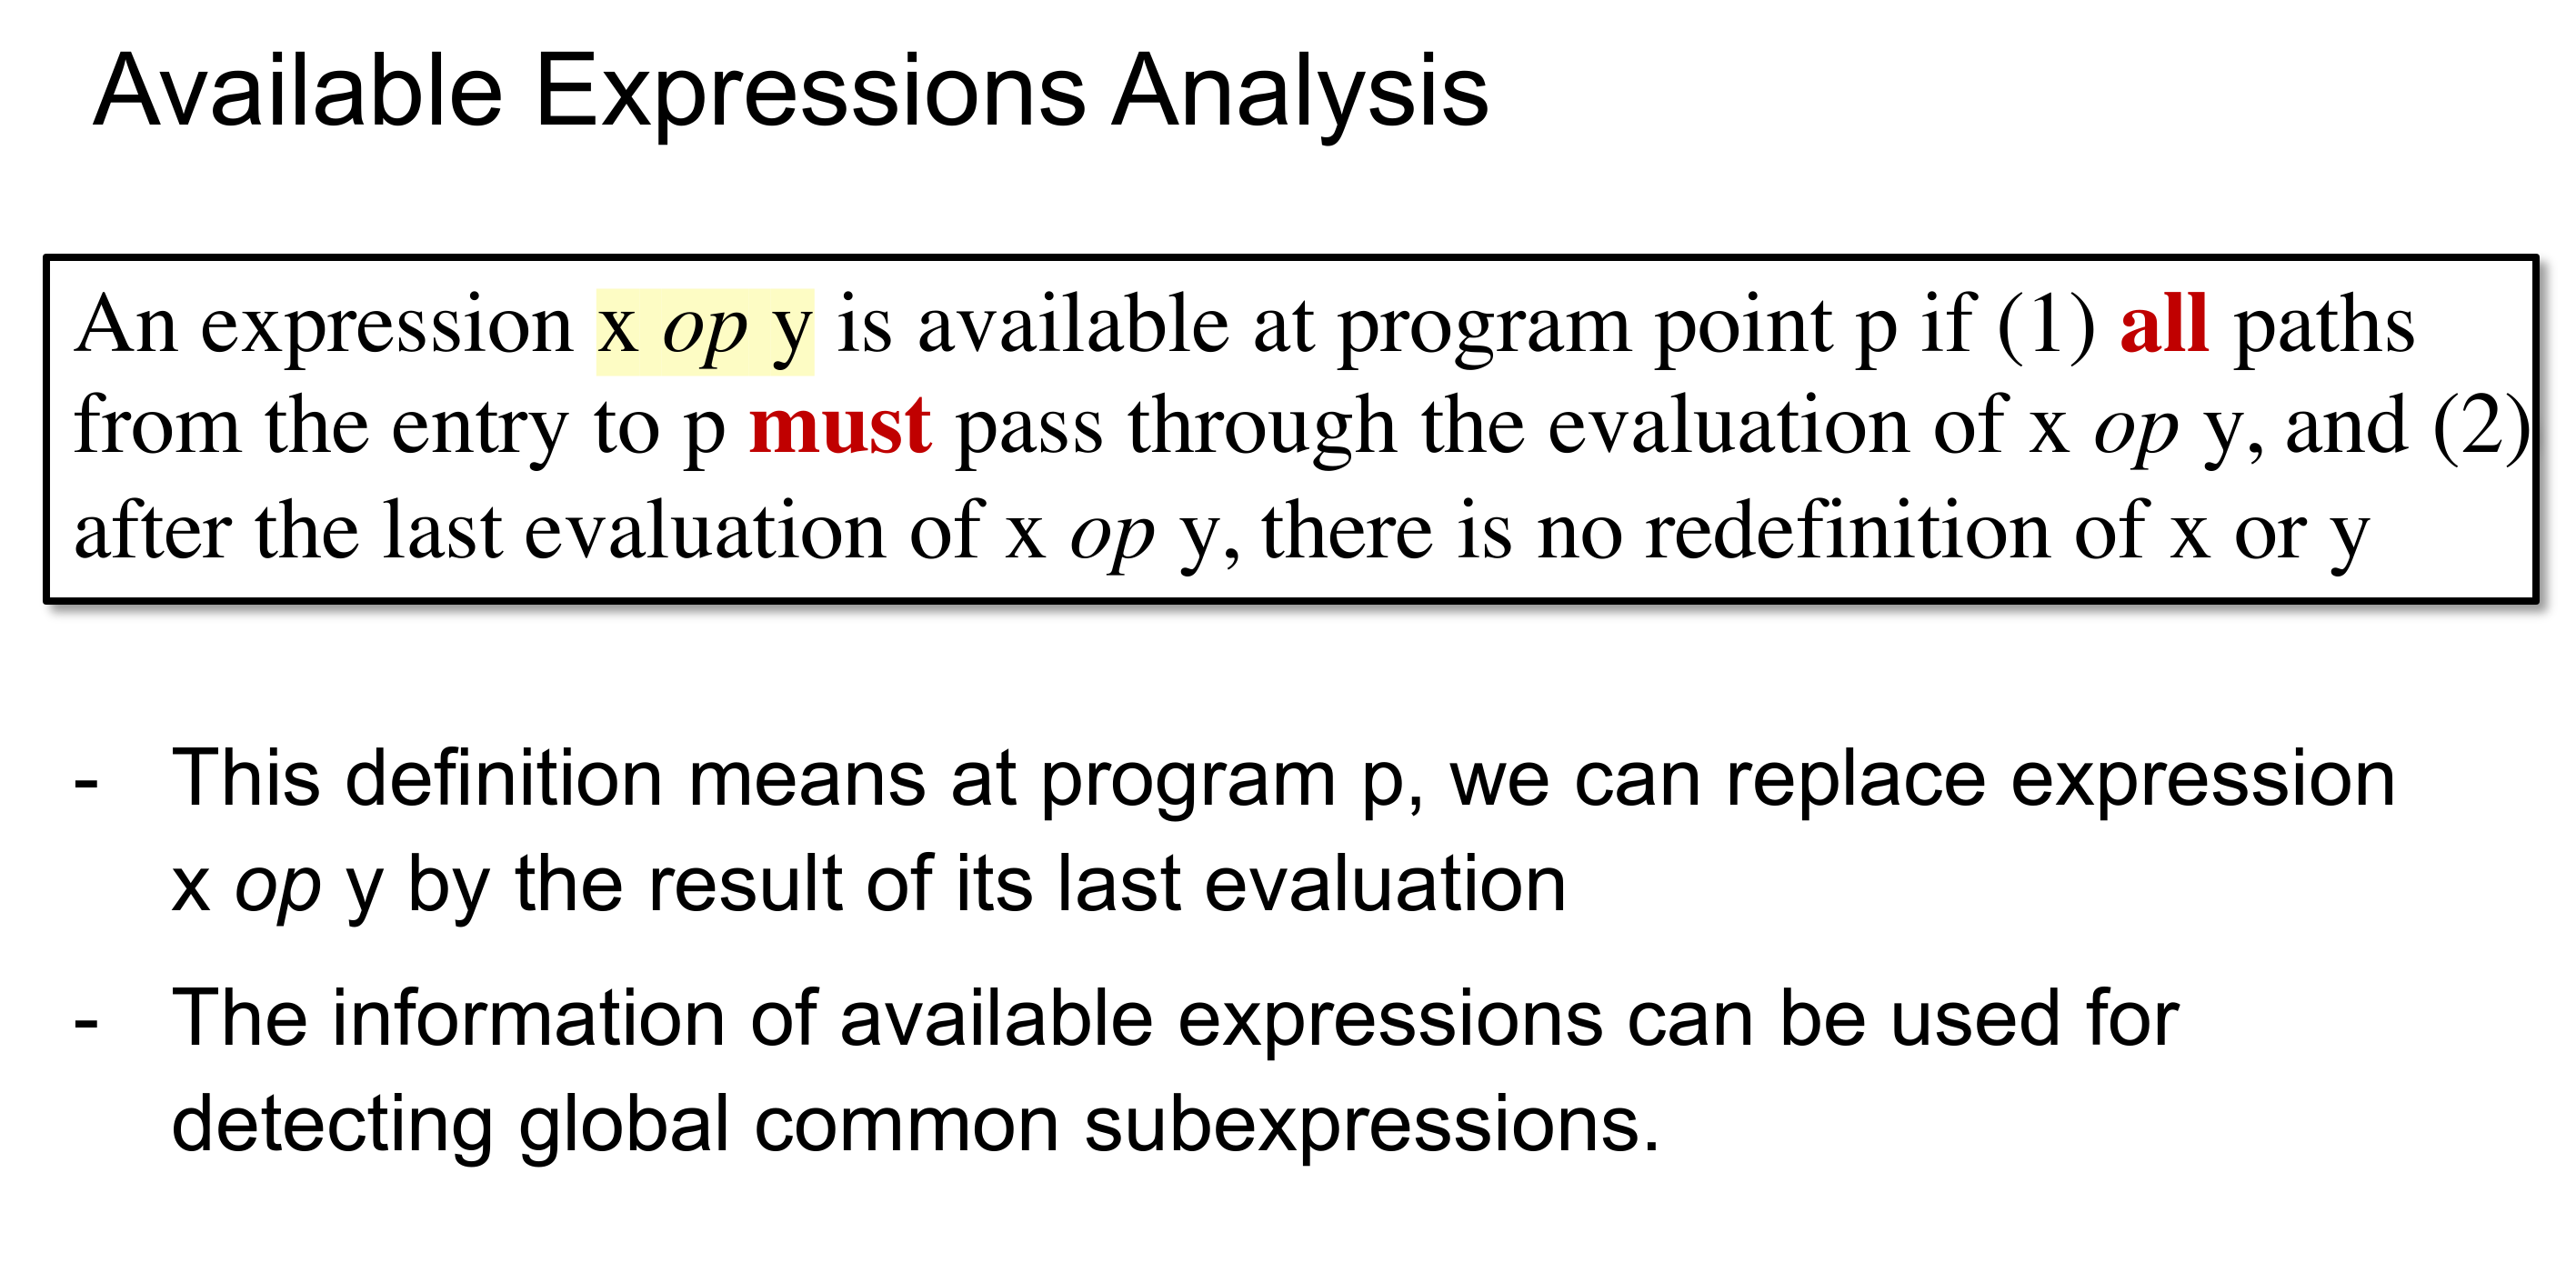 Available Expressions Analysis
An expression x op y is available at program point p if (1) all paths
from the entry to p must pass through the evaluation of x op y, and (2)
after the last evaluation of x op y, there is no redefinition of x or y
- This definition means at program p, we can replace expression
x op y by the result of its last evaluation
- The information of available expressions can be used for
detecting global common subexpressions.